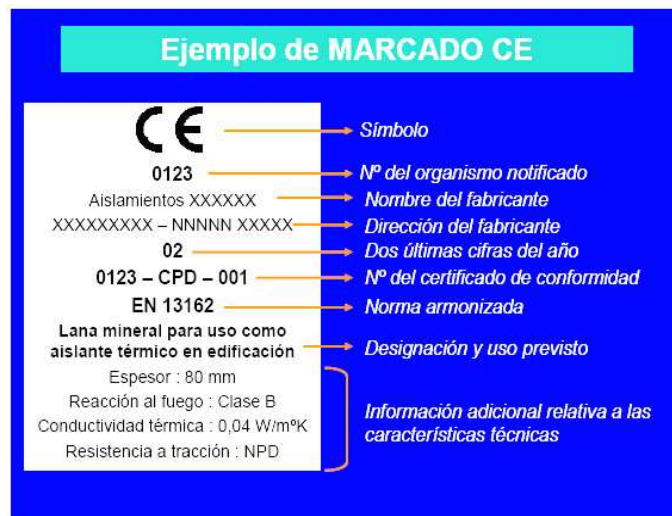 Ejemplo de MARCADO CE
CE
Símbolo
0123
Nº del organismo notificado
Aislamientos XXXXXX
Nombre del fabricante
XXXXXXXXX – NNNNN XXXXX
Dirección del fabricante
02
Dos últimas cifras del año
0123 – CPD – 001
Nº del certificado de conformidad
EN 13162
Norma armonizada
Lana mineral para uso como
aislante térmico en edificación
Designación y uso previsto
Espesor : 80 mm
Reacción al fuego : Clase B
Conductividad térmica : 0,04 W/mºK
Resistencia a tracción : NPD
Información adicional relativa a las
características técnicas